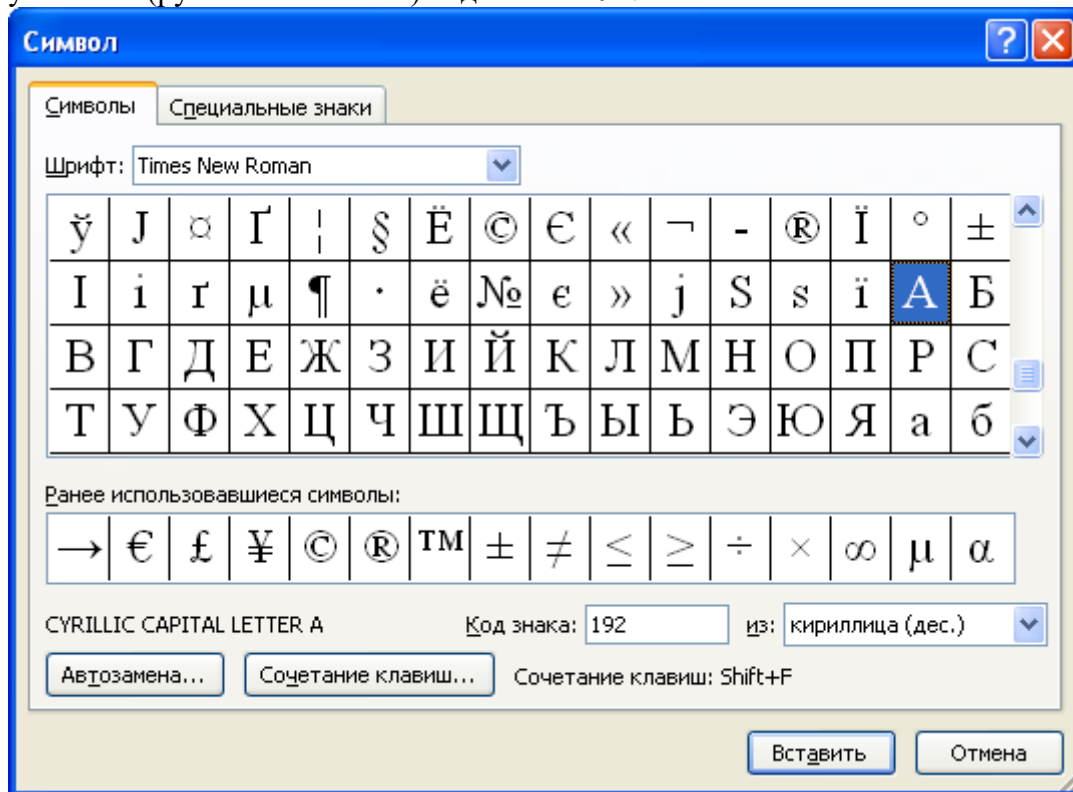 Символ
Символы Специальные знаки
Шрифт: Times New Roman
ў Ј ¤ Ґ ¦ § Ё © Є « ¬ - ® Ї ° ±
І і ґ µ ¶ · ё № є » ј Ѕ ѕ ї А Б
В Г Д Е Ж З И Й К Л М Н О П Р С
Т У Ф Х Ц Ч Ш Щ Ъ Ы Ь Э Ю Я а б
Ранее использовавшиеся символы:
→ € £ ¥ © ® ™ ± ≠ ≤ ≥ ÷ × ∞ µ α
CYRILLIC CAPITAL LETTER A Код знака: 192 из: кириллица (дес.)
Автозамена... Сочетание клавиш... Сочетание клавиш: Shift+F
Вставить Отмена